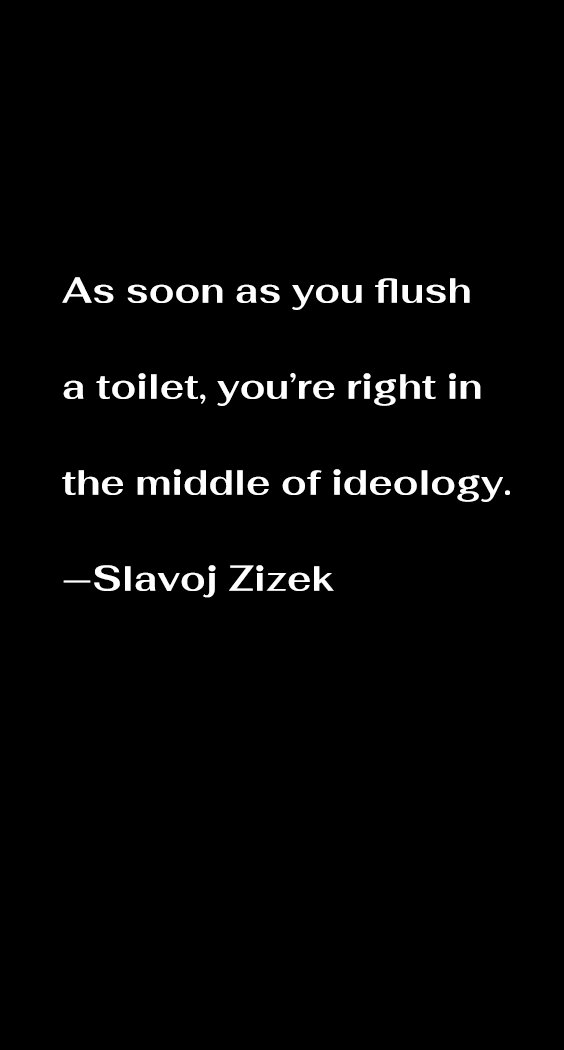 As soon as you flush
a toilet, you’re right in
the middle of ideology.
—Slavoj Zizek